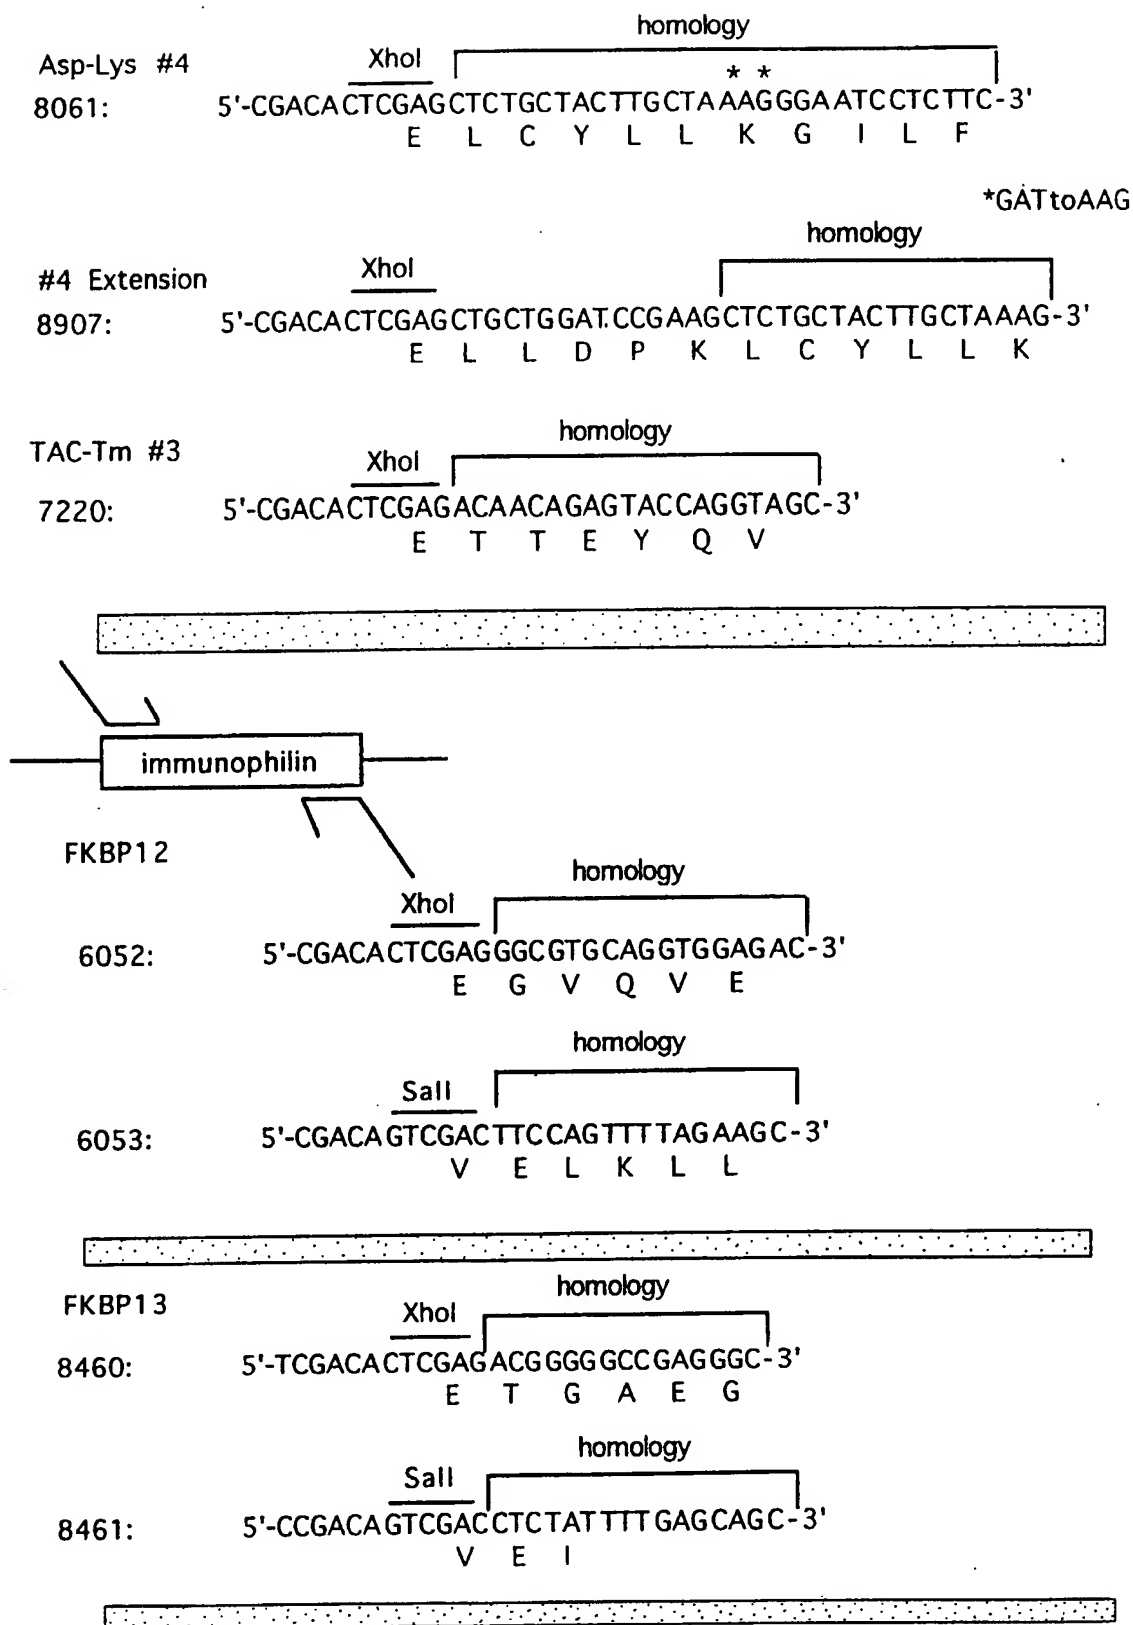 homology
Asp-Lys #4 XhoI * *
8061: 5'-CGACACTCGAGCTCTGCTACTTGCTAAAGGGAATCCTCTTC-3'
E L C Y L L K G I L F
*GATtoAAG
homology
#4 Extension XhoI
8907: 5'-CGACACTCGAGCTGCTGGAT.CCGAAGCTCTGCTACTTGCTAAAG-3'
E L L D P K L C Y L L K
homology
TAC-Tm #3 XhoI
7220: 5'-CGACACTCGAGACAACAGAGTACCAGGTAGC-3'
E T T E Y Q V
immunophilin
FKBP12
homology
XhoI
6052: 5'-CGACACTCGAGGGCGTGCAGGTGGAGAC-3'
E G V Q V E
homology
SalI
6053: 5'-CGACAGTCGACTTCCAGTTTTAGAAGC-3'
V E L K L L
homology
FKBP13 XhoI
8460: 5'-TCGACACTCGAGACGGGGGCCGAGGGC-3'
E T G A E G
homology
SalI
8461: 5'-CCGACAGTCGACCTCTATTTTGAGCAGC-3'
V E I